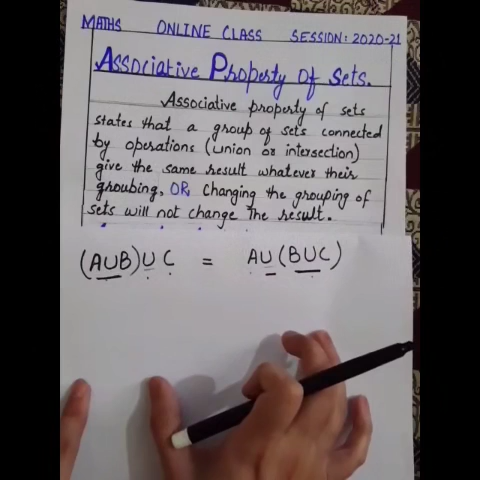 MATHS ONLINE CLASS SESSION: 2020-21
Associative Property Of Sets.
Associative property of sets
states that a group of sets connected
by operations (union or intersection)
give the same result whatever their
groubing, OR Changing the grouping of
sets will not change the result.
(AUB)UC = AU(BUC)